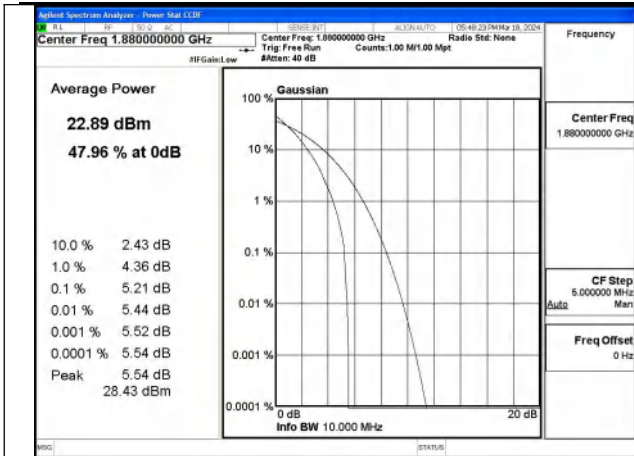 Agilent Spectrum Analyzer - Power Stat CCDF
RL RF 50 Ω AC SENSE:INT ALIGN AUTO 05:48:23 PM Mar 18, 2024
Center Freq 1.880000000 GHz
Center Freq: 1.880000000 GHz Radio Std: None
Trig: Free Run Counts:1.00 M/1.00 Mpt
#IFGain:Low #Atten: 40 dB
Frequency
Average Power
22.89 dBm
47.96 % at 0dB
10.0 % 2.43 dB
1.0 % 4.36 dB
0.1 % 5.21 dB
0.01 % 5.44 dB
0.001 % 5.52 dB
0.0001 % 5.54 dB
Peak 5.54 dB
28.43 dBm
Gaussian
100 %
10 %
1 %
0.1 %
0.01 %
0.001 %
0.0001 %
0 dB 20 dB
Info BW 10.000 MHz
Center Freq
1.880000000 GHz
CF Step
5.000000 MHz
Auto Man
Freq Offset
0 Hz
MSG STATUS